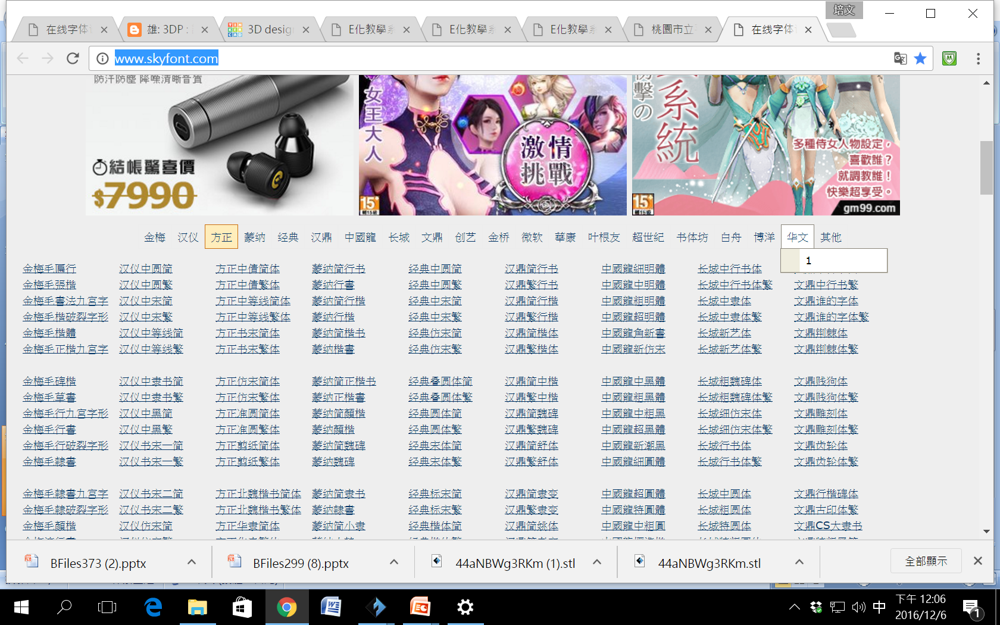 培文
在线字体
雄: 3DP :
3D desig
E化教學系
E化教學系
E化教學系
桃園市立
在线字体
www.skyfont.com
防汗防塵 降噪清晰音質
結帳驚喜價
$7990
女王大人
激情
挑戰
15+
輔15級
擊の
系統
多種侍女人物設定，
喜歡誰？
就調教誰！
快樂超享受。
15+
輔15級
gm99.com
金梅 汉仪 方正 蒙纳 经典 汉鼎 中國龍 长城 文鼎 创艺 金桥 微软 華康 叶根友 超世紀 书体坊 白舟 博洋 华文 其他
1
金梅毛匾行 汉仪中圆简 方正中倩简体 蒙纳简行书 经典中圆简 汉鼎简行书 中國龍細明體 长城中行书体
金梅毛張楷 汉仪中圆繁 方正中倩繁体 蒙纳行書 经典中圆繁 汉鼎繁行书 中國龍中明體 长城中行书体繁 文鼎中行书繁
金梅毛書法九宮字 汉仪中宋简 方正中等线简体 蒙纳简行楷 经典中宋简 汉鼎简行楷 中國龍粗明體 长城中隶体 文鼎谁的字体
金梅毛楷破裂字形 汉仪中宋繁 方正中等线繁体 蒙纳行楷 经典中宋繁 汉鼎繁行楷 中國龍超明體 长城中隶体繁 文鼎谁的字体繁
金梅毛楷體 汉仪中等线简 方正书宋简体 蒙纳简楷书 经典仿宋简 汉鼎简楷体 中國龍角新書 长城新艺体 文鼎荆棘体
金梅毛正楷九宮字 汉仪中等线繁 方正书宋繁体 蒙纳楷書 经典仿宋繁 汉鼎繁楷体 中國龍新仿宋 长城新艺体繁 文鼎荆棘体繁
金梅毛碑楷 汉仪中隶书简 方正仿宋简体 蒙纳简正楷书 经典叠圆体简 汉鼎简中楷 中國龍中黑體 长城粗魏碑体 文鼎贱狗体
金梅毛草書 汉仪中隶书繁 方正仿宋繁体 蒙纳正楷書 经典叠圆体繁 汉鼎繁中楷 中國龍粗黑體 长城粗魏碑体繁 文鼎贱狗体繁
金梅毛行九宮字形 汉仪中黑简 方正准圆简体 蒙纳简顏楷 经典圆体简 汉鼎简魏碑 中國龍中粗黑 长城细仿宋体 文鼎雕刻体
金梅毛行書 汉仪中黑繁 方正准圆繁体 蒙纳顏楷 经典圆体繁 汉鼎繁魏碑 中國龍超黑體 长城细仿宋体繁 文鼎雕刻体繁
金梅毛行破裂字形 汉仪书宋一简 方正剪纸简体 蒙纳简魏碑 经典宋体简 汉鼎简舒体 中國龍新潮黑 长城行书体 文鼎齿轮体
金梅毛隸書 汉仪书宋一繁 方正剪纸繁体 蒙纳魏碑 经典宋体繁 汉鼎繁舒体 中國龍細圓體 长城行书体繁 文鼎齿轮体繁
金梅毛隸書九宮字 汉仪书宋二简 方正北魏楷书简体 蒙纳简隶书 经典标宋简 汉鼎简隶变 中國龍超圓體 长城中圆体 文鼎行楷碑体
金梅毛隸破裂字形 汉仪书宋二繁 方正北魏楷书繁体 蒙纳隸書 经典标宋繁 汉鼎繁隶变 中國龍特圓體 长城粗圆体 文鼎古印体繁
金梅毛顏楷 汉仪仿宋简 方正华隶简体 蒙纳简小隶 经典楷体简 汉鼎简姚体 中國龍中粗圓 长城特圆体 文鼎CS大隶书
BFiles373 (2).pptx
BFiles299 (8).pptx
44aNBWg3RKm (1).stl
44aNBWg3RKm.stl
全部顯示
中
下午 12:06
2016/12/6
1